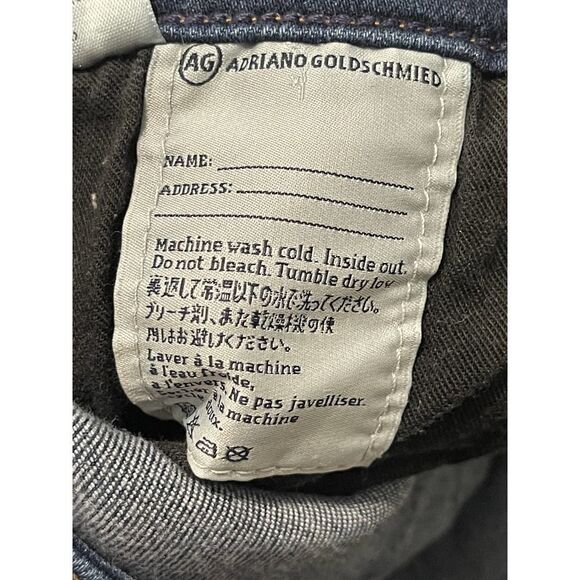 AG ADRIANO GOLDSCHMIED
NAME:
ADDRESS:
Machine wash cold. Inside out.
Do not bleach. Tumble dry low
裏返して常温以下の水で洗ってください。
ブリーチ剤、また乾燥機の使
用はお避けください。
Laver à la machine
à l'eau froide,
à l'envers. Ne pas javelliser.
à la machine